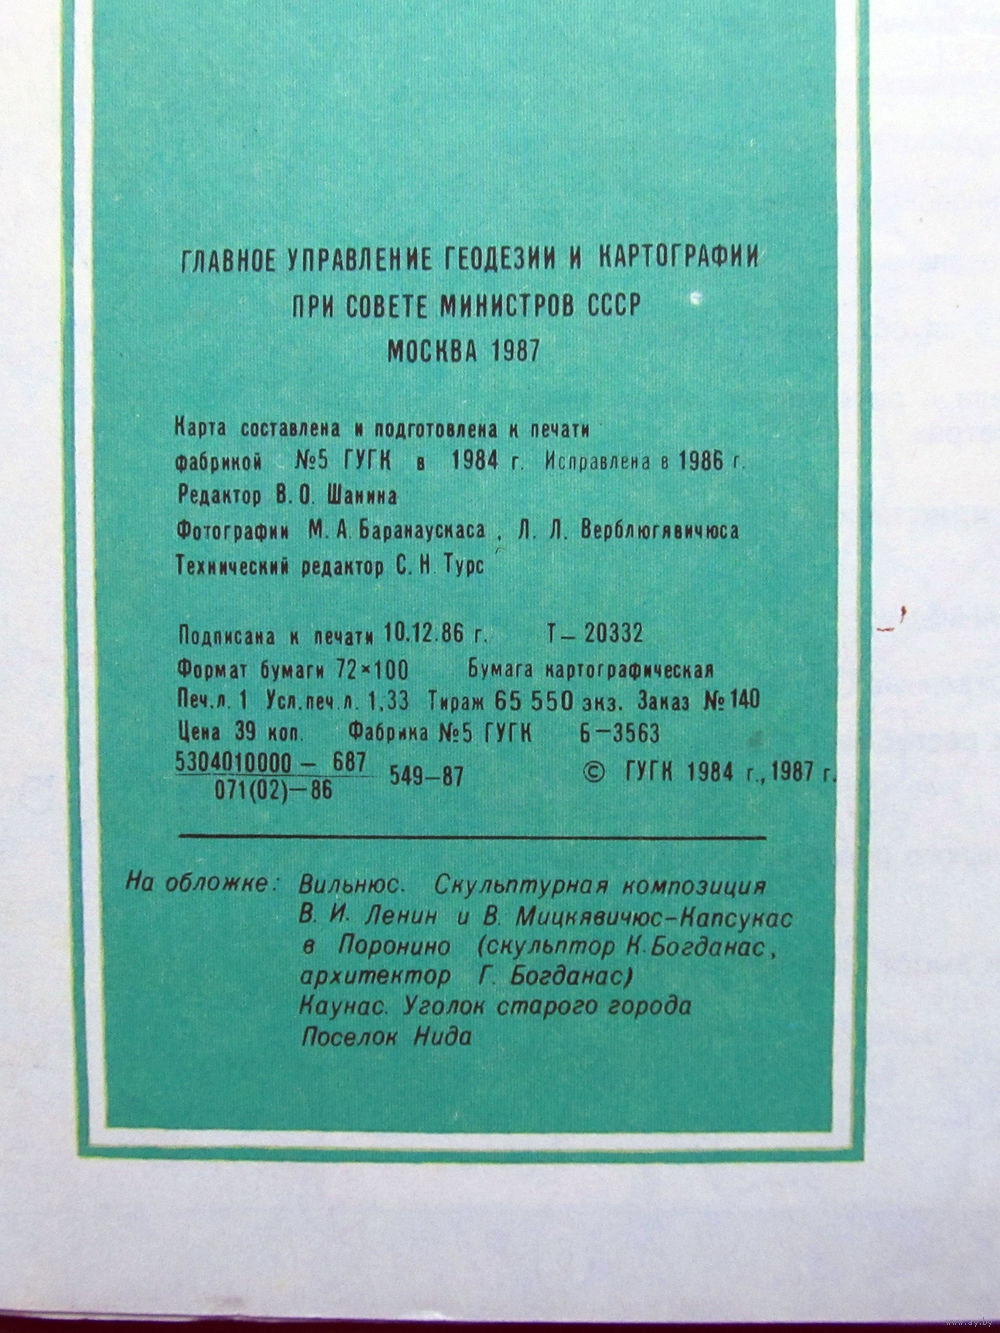 ГЛАВНОЕ УПРАВЛЕНИЕ ГЕОДЕЗИИ И КАРТОГРАФИИ
ПРИ СОВЕТЕ МИНИСТРОВ СССР
МОСКВА 1987
Карта составлена и подготовлена к печати
фабрикой №5 ГУГК в 1984 г. Исправлена в 1986 г.
Редактор В.О. Шанина
Фотографии М.А. Баранаускаса, Л.Л. Верблюгявичюса
Технический редактор С.Н. Турс
Подписана к печати 10.12.86 г. Т–20332
Формат бумаги 72×100 Бумага картографическая
Печ.л. 1 Усл.печ.л. 1,33 Тираж 65 550 экз. Заказ №140
Цена 39 коп. Фабрика №5 ГУГК Б–3563
5304010000 – 687
071(02)–86 549–87 © ГУГК 1984 г., 1987 г.
На обложке: Вильнюс. Скульптурная композиция
В. И. Ленин и В. Мицкявичюс-Капсукас
в Поронино (скульптор К.Богданас,
архитектор Г. Богданас)
Каунас. Уголок старого города
Поселок Нида
www.ay.by